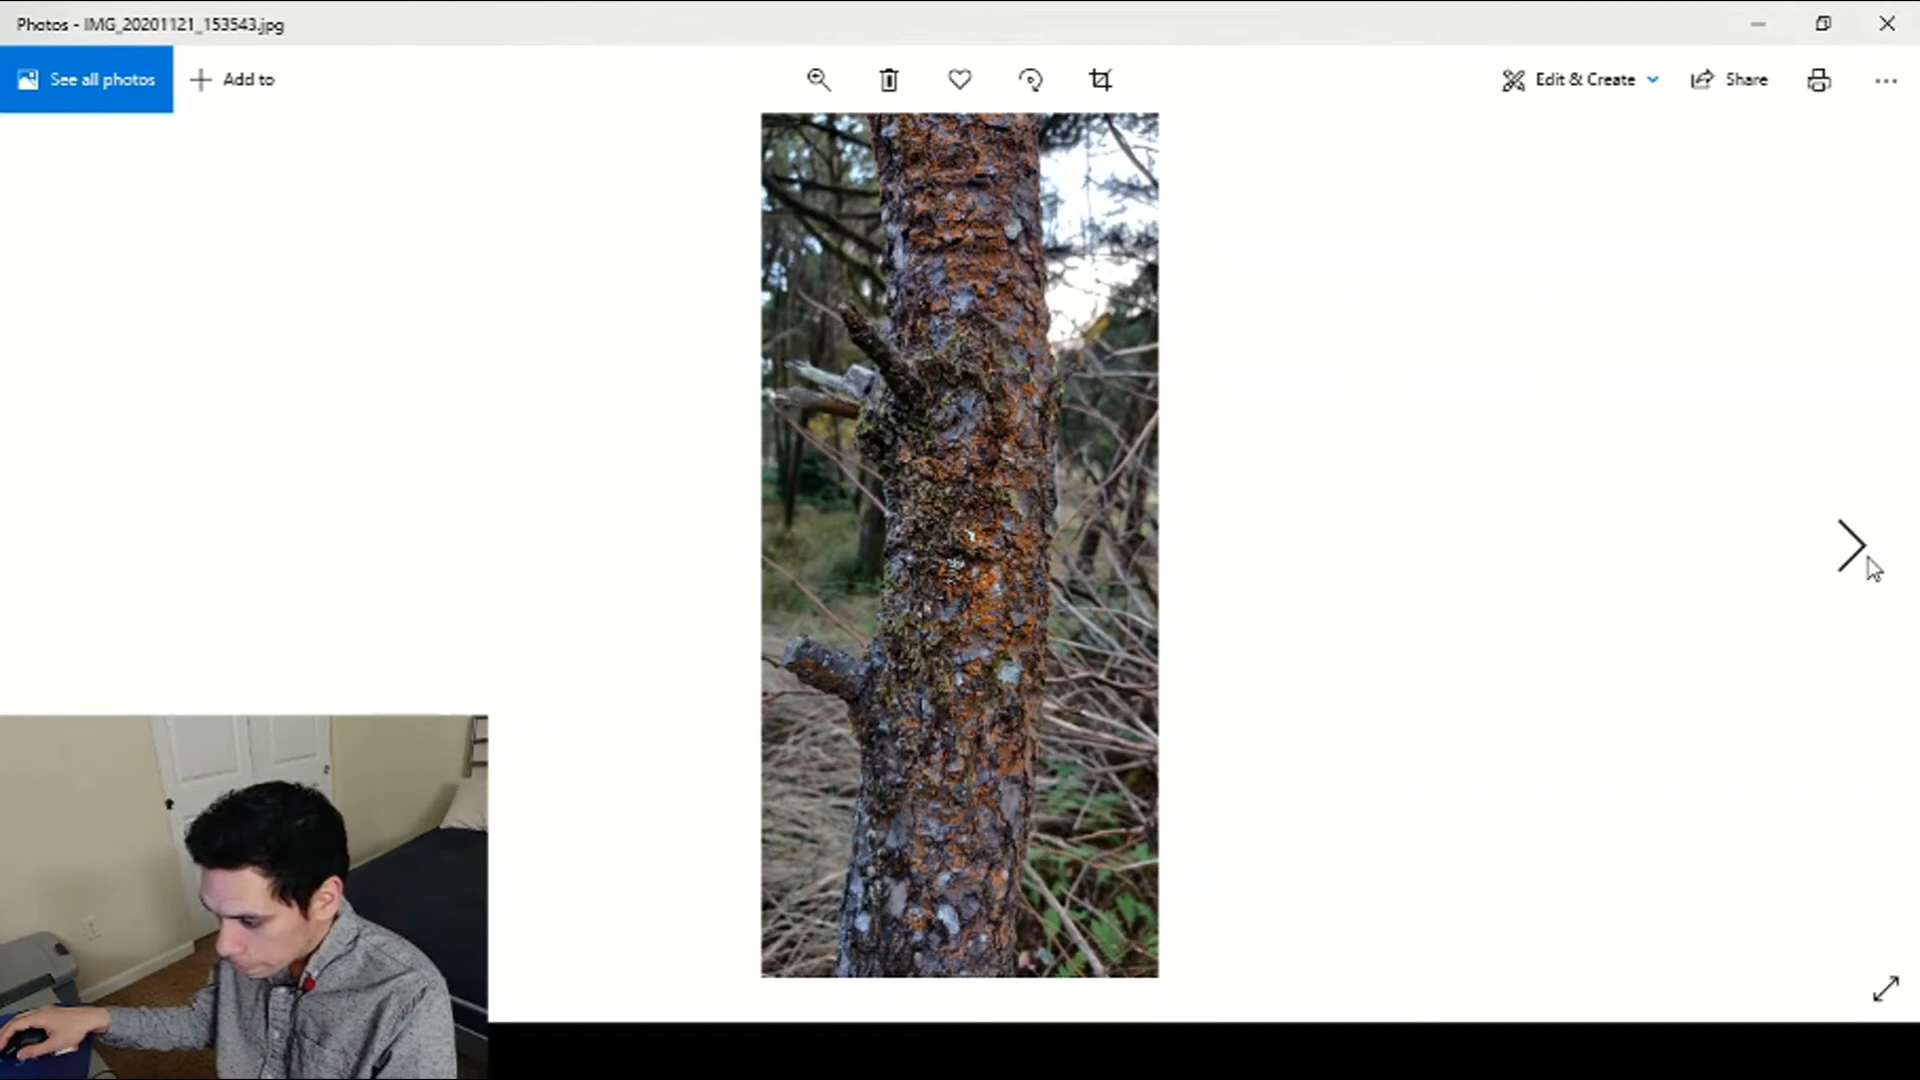 Photos - IMG_20201121_153543.jpg
See all photos
Add to
Edit & Create
Share